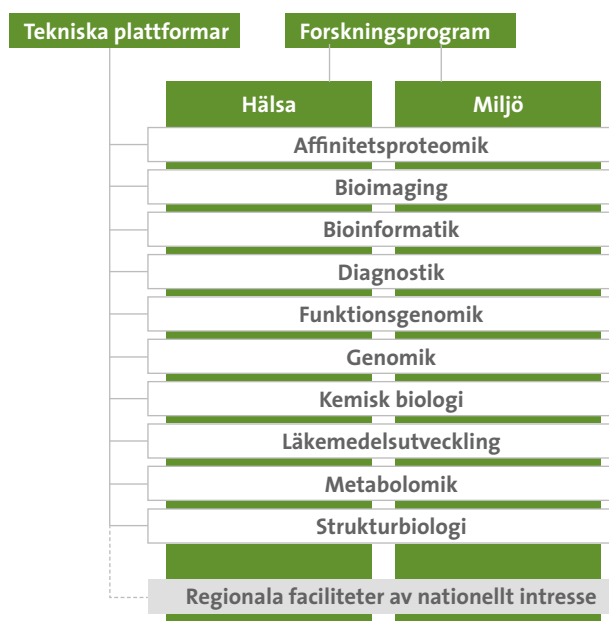 Tekniska plattformar
Forskningsprogram
Hälsa
Miljö
Affinitetsproteomik
Bioimaging
Bioinformatik
Diagnostik
Funktionsgenomik
Genomik
Kemisk biologi
Läkemedelsutveckling
Metabolomik
Strukturbiologi
Regionala faciliteter av nationellt intresse